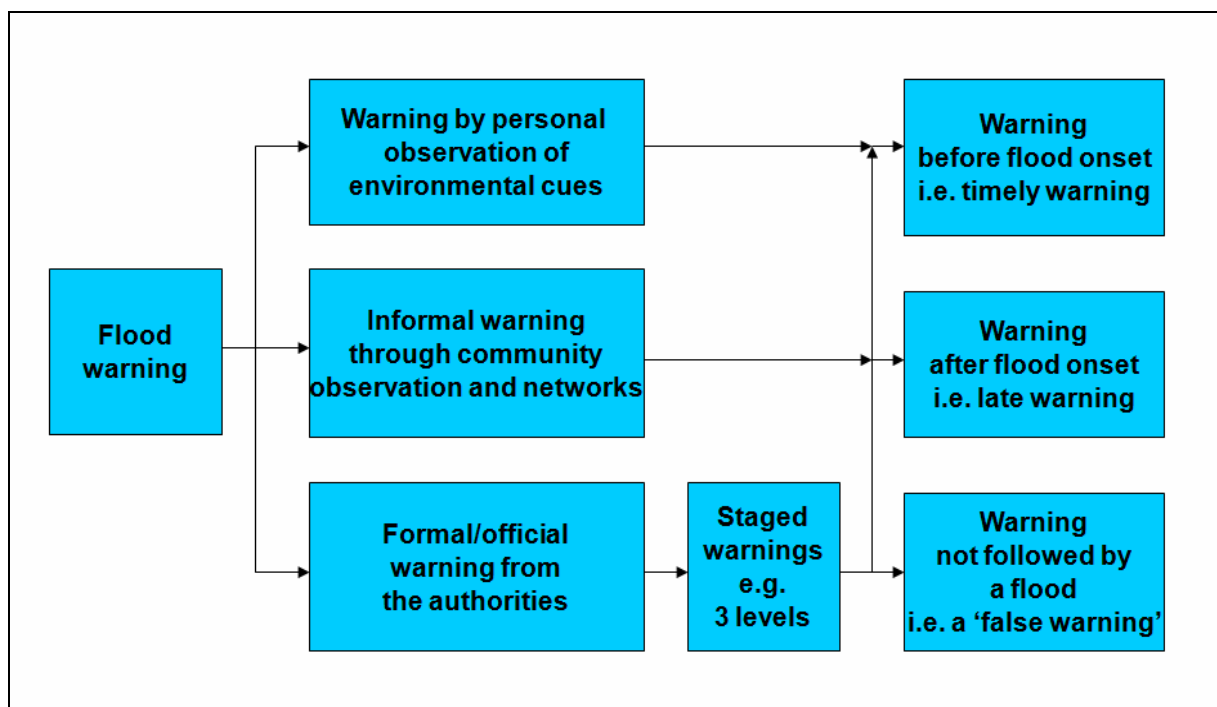 Flood
warning
Warning by personal
observation of
environmental cues
Informal warning
through community
observation and networks
Formal/official
warning from
the authorities
Staged
warnings
e.g.
3 levels
Warning
before flood onset
i.e. timely warning
Warning
after flood onset
i.e. late warning
Warning
not followed by
a flood
i.e. a ‘false warning’